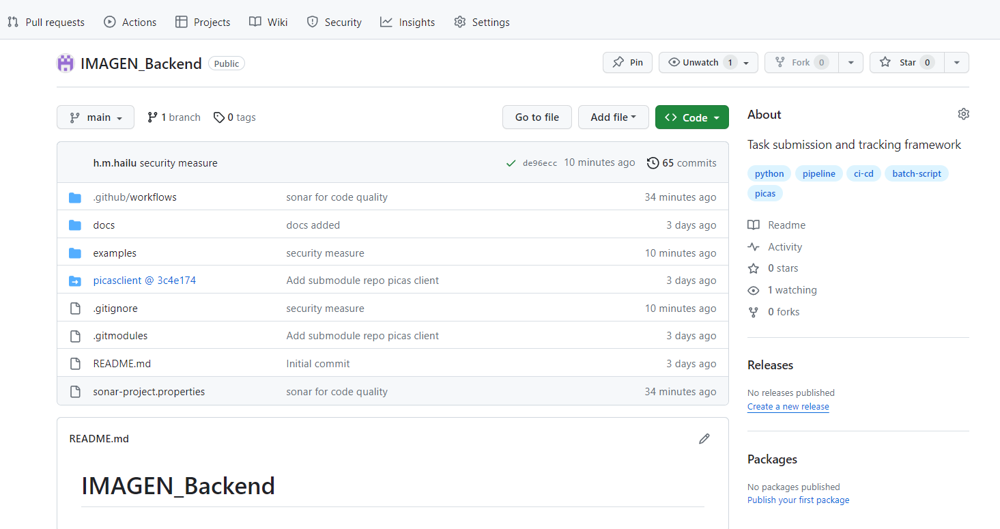 Pull requests Actions Projects Wiki Security Insights Settings
IMAGEN_Backend Public Pin Unwatch 1 Fork 0 Star 0
main 1 branch 0 tags Go to file Add file <> Code
h.m.hailu security measure de96ecc 10 minutes ago 65 commits
.github/workflows sonar for code quality 34 minutes ago
docs docs added 3 days ago
examples security measure 10 minutes ago
picasclient @ 3c4e174 Add submodule repo picas client 3 days ago
.gitignore security measure 10 minutes ago
.gitmodules Add submodule repo picas client 3 days ago
README.md Initial commit 3 days ago
sonar-project.properties sonar for code quality 34 minutes ago
README.md
IMAGEN_Backend
About
Task submission and tracking framework
python pipeline ci-cd batch-script
picas
Readme
Activity
0 stars
1 watching
0 forks
Releases
No releases published
Create a new release
Packages
No packages published
Publish your first package